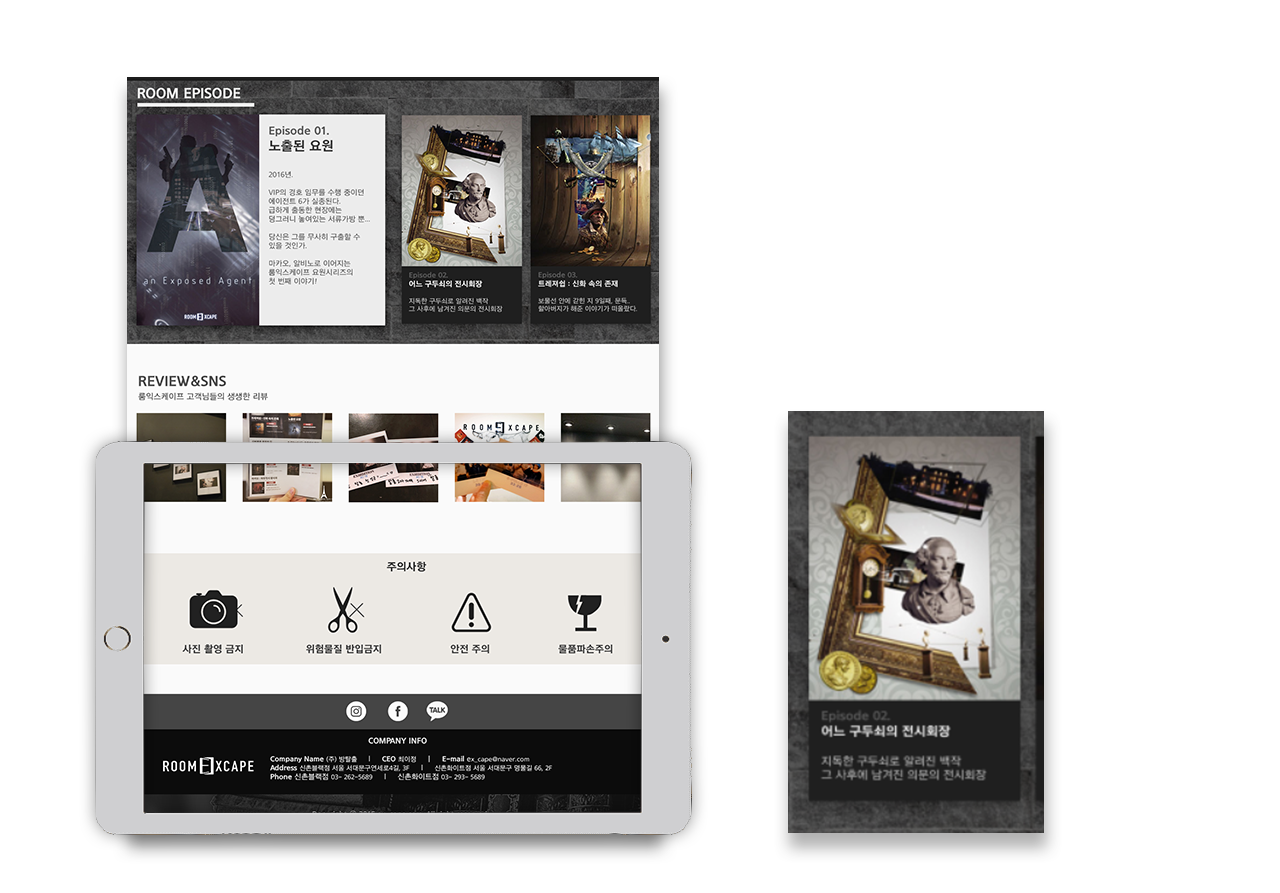 ROOM EPISODE
an Exposed Agent
ROOM EXCAPE
Episode 01.
노출된 요원
2016년.
VIP의 경호 임무를 수행 중이던
에이전트 6가 실종된다.
급하게 출동한 현장에는
덩그러니 놓여있는 서류가방 뿐...
당신은 그를 무사히 구출할 수
있을 것인가.
마카오, 알비노로 이어지는
룸익스케이프 요원시리즈의
첫 번째 이야기!
Episode 02.
어느 구두쇠의 전시회장
지독한 구두쇠로 알려진 백작
그 사후에 남겨진 의문의 전시회장
Episode 03.
트레져쉽 : 신화 속의 존재
보물선 안에 갇힌 지 9일째, 문득..
할아버지가 해준 이야기가 떠올랐다.
REVIEW&SNS
룸익스케이프 고객님들의 생생한 리뷰
ROOM EXCAPE
주의사항
사진 촬영 금지
위험물질 반입금지
안전 주의
물품파손주의
TALK
COMPANY INFO
ROOM EXCAPE
Company Name (주) 방탈출 | CEO 최이정 | E-mail ex_cape@naver.com
Address 신촌블랙점 서울 서대문구연세로4길, 3F | 신촌화이트점 서울 서대문구 명물길 66, 2F
Phone 신촌블랙점 03- 262-5689 | 신촌화이트점 03- 293- 5689
Episode 02.
어느 구두쇠의 전시회장
지독한 구두쇠로 알려진 백작
그 사후에 남겨진 의문의 전시회장